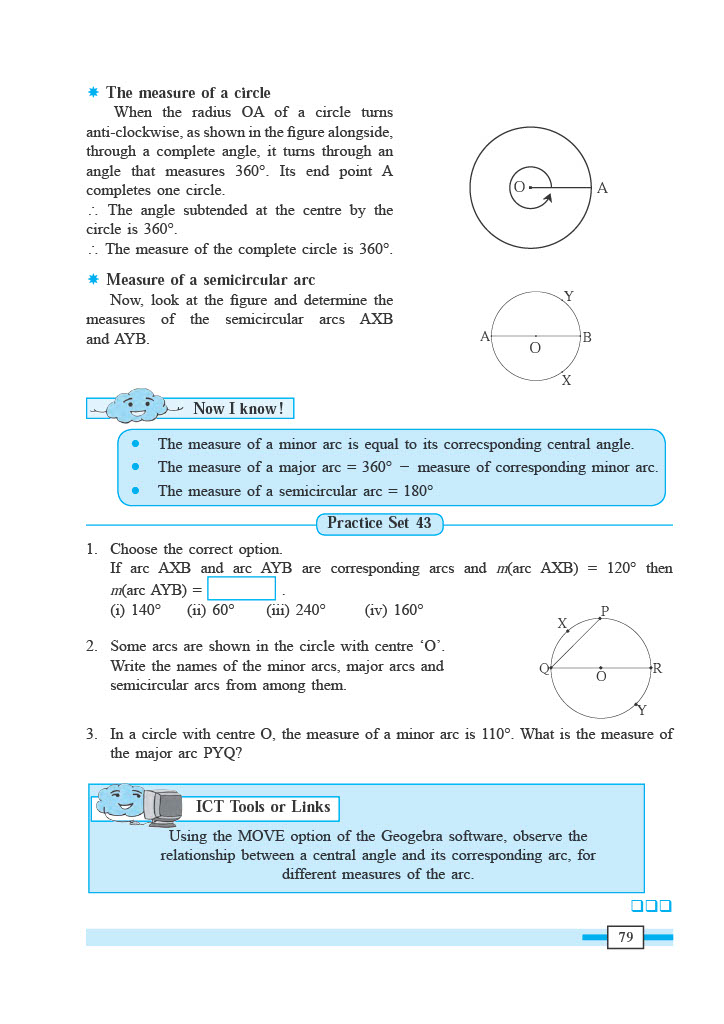 ✷ The measure of a circle
When the radius OA of a circle turns
anti-clockwise, as shown in the figure alongside,
through a complete angle, it turns through an
angle that measures 360°. Its end point A
completes one circle.
∴ The angle subtended at the centre by the
circle is 360°.
∴ The measure of the complete circle is 360°.
O
A
✷ Measure of a semicircular arc
Now, look at the figure and determine the
measures of the semicircular arcs AXB
and AYB.
Y
A
B
O
X
Now I know!
• The measure of a minor arc is equal to its correcsponding central angle.
• The measure of a major arc = 360° − measure of corresponding minor arc.
• The measure of a semicircular arc = 180°
Practice Set 43
1. Choose the correct option.
If arc AXB and arc AYB are corresponding arcs and m(arc AXB) = 120° then
m(arc AYB) = .
(i) 140° (ii) 60° (iii) 240° (iv) 160°
2. Some arcs are shown in the circle with centre ‘O’.
Write the names of the minor arcs, major arcs and
semicircular arcs from among them.
P
X
Q
O
R
Y
3. In a circle with centre O, the measure of a minor arc is 110°. What is the measure of
the major arc PYQ?
ICT Tools or Links
Using the MOVE option of the Geogebra software, observe the
relationship between a central angle and its corresponding arc, for
different measures of the arc.
79